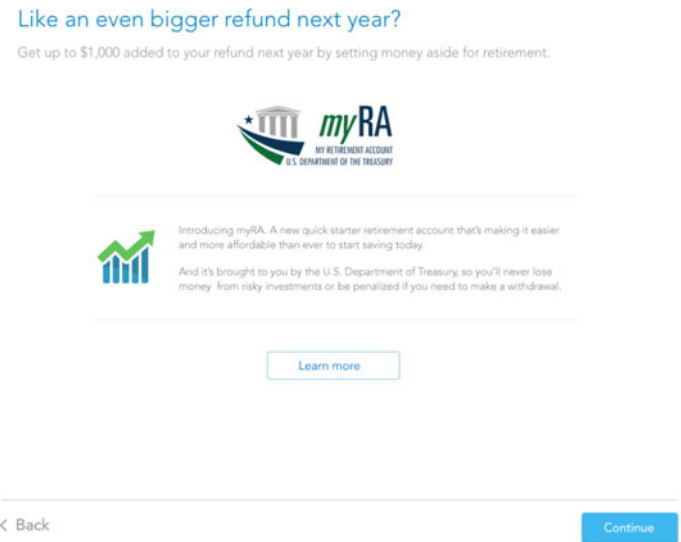 Like an even bigger refund next year?
Get up to $1,000 added to your refund next year by setting money aside for retirement.
myRA
MY RETIREMENT ACCOUNT
U.S. DEPARTMENT OF THE TREASURY
Introducing myRA. A new quick starter retirement account that's making it easier
and more affordable than ever to start saving today.
And it's brought to you by the U.S. Department of Treasury, so you'll never lose
money from risky investments or be penalized if you need to make a withdrawal.
Learn more
< Back
Continue